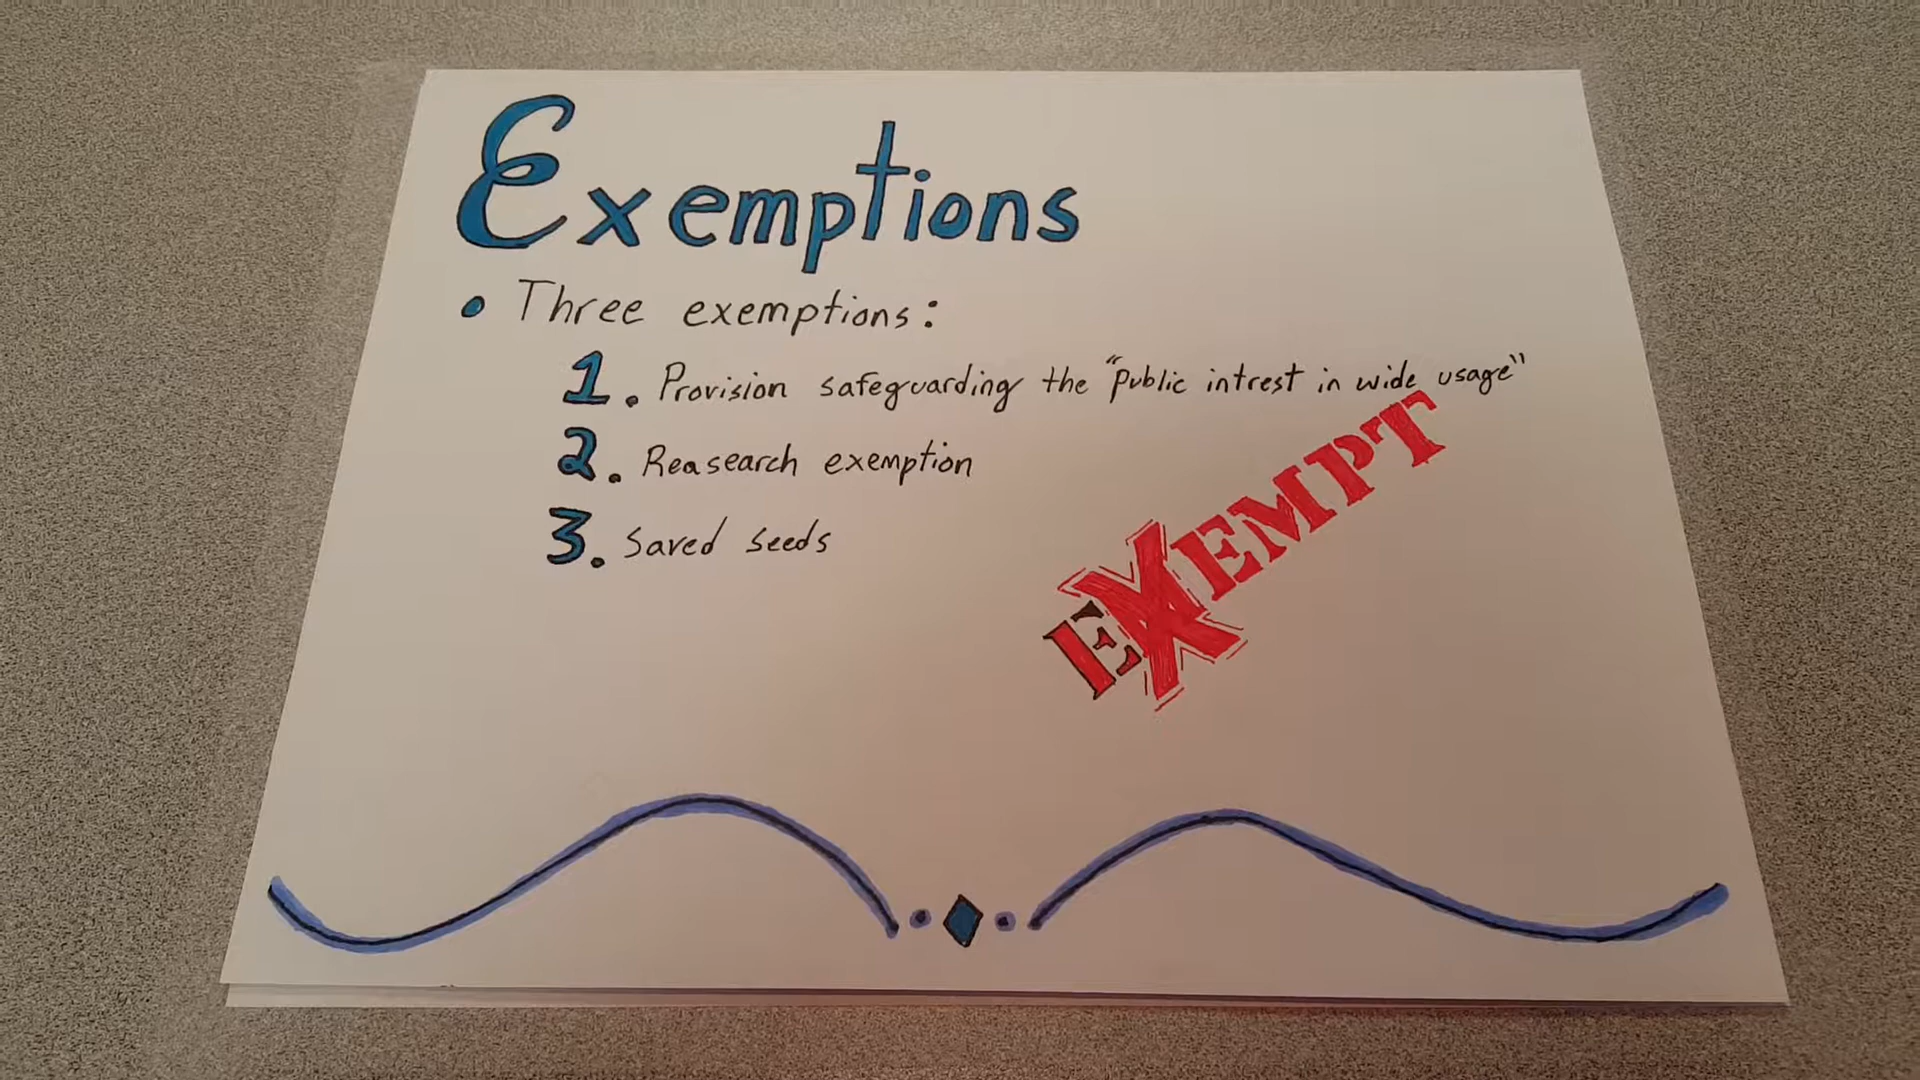 Exemptions
• Three exemptions:
1. Provision safeguarding the "public intrest in wide usage"
2. Reasearch exemption
3. Saved seeds
EXEMPT